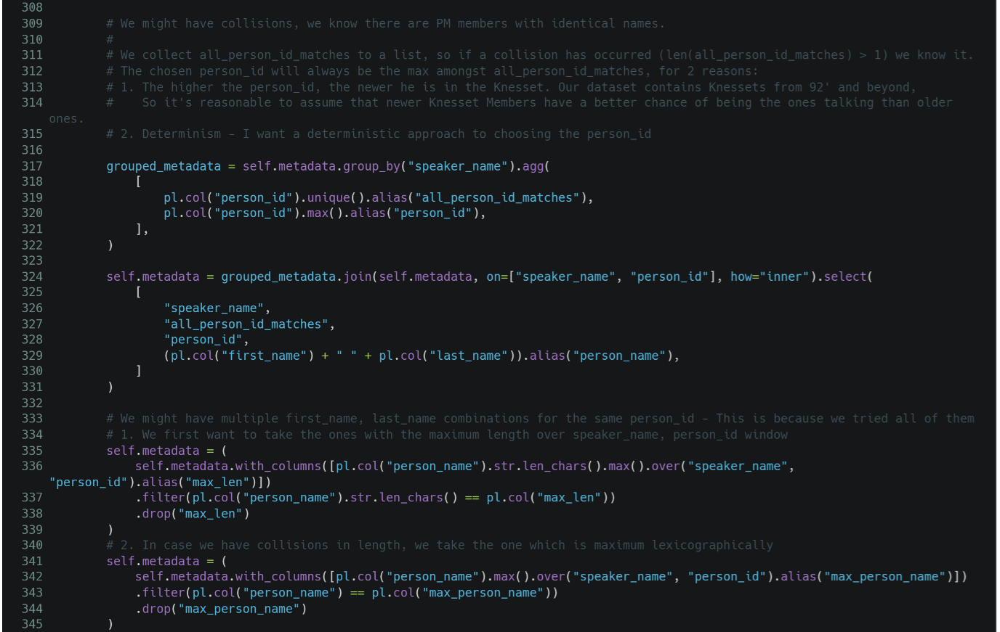 308
309         # We might have collisions, we know there are PM members with identical names.
310         #
311         # We collect all_person_id_matches to a list, so if a collision has occurred (len(all_person_id_matches) > 1) we know it.
312         # The chosen person_id will always be the max amongst all_person_id_matches, for 2 reasons:
313         # 1. The higher the person_id, the newer he is in the Knesset. Our dataset contains Knessets from 92' and beyond,
314         #    So it's reasonable to assume that newer Knesset Members have a better chance of being the ones talking than older
ones.
315         # 2. Determinism - I want a deterministic approach to choosing the person_id
316
317         grouped_metadata = self.metadata.group_by("speaker_name").agg(
318             [
319                 pl.col("person_id").unique().alias("all_person_id_matches"),
320                 pl.col("person_id").max().alias("person_id"),
321             ],
322         )
323
324         self.metadata = grouped_metadata.join(self.metadata, on=["speaker_name", "person_id"], how="inner").select(
325             [
326                 "speaker_name",
327                 "all_person_id_matches",
328                 "person_id",
329                 (pl.col("first_name") + " " + pl.col("last_name")).alias("person_name"),
330             ]
331         )
332
333         # We might have multiple first_name, last_name combinations for the same person_id - This is because we tried all of them
334         # 1. We first want to take the ones with the maximum length over speaker_name, person_id window
335         self.metadata = (
336             self.metadata.with_columns([pl.col("person_name").str.len_chars().max().over("speaker_name",
"person_id").alias("max_len")])
337             .filter(pl.col("person_name").str.len_chars() == pl.col("max_len"))
338             .drop("max_len")
339         )
340         # 2. In case we have collisions in length, we take the one which is maximum lexicographically
341         self.metadata = (
342             self.metadata.with_columns([pl.col("person_name").max().over("speaker_name", "person_id").alias("max_person_name")])
343             .filter(pl.col("person_name") == pl.col("max_person_name"))
344             .drop("max_person_name")
345         )